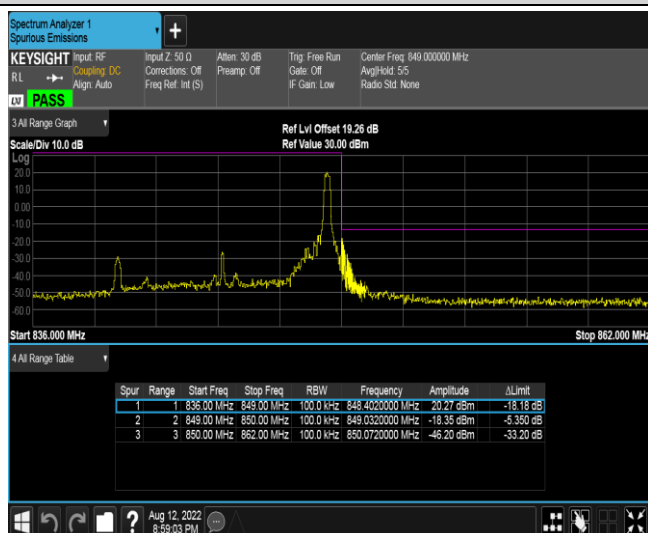 Spectrum Analyzer 1
Spurious Emissions
KEYSIGHT
RL
Input: RF
Coupling: DC
Align: Auto
Input Z: 50 Ω
Corrections: Off
Freq Ref: Int (S)
Atten: 30 dB
Preamp: Off
Trig: Free Run
Gate: Off
IF Gain: Low
Center Freq: 849.000000 MHz
Avg|Hold: 5/5
Radio Std: None
LXI PASS
3 All Range Graph
Scale/Div 10.0 dB
Ref Lvl Offset 19.26 dB
Ref Value 30.00 dBm
Log
20.0
10.0
0.00
-10.0
-20.0
-30.0
-40.0
-50.0
-60.0
Start 836.000 MHz Stop 862.000 MHz
4 All Range Table
Spur Range Start Freq Stop Freq RBW Frequency Amplitude ΔLimit
1 1 836.00 MHz 849.00 MHz 100.0 kHz 848.4020000 MHz 20.27 dBm -18.18 dB
2 2 849.00 MHz 850.00 MHz 100.0 kHz 849.0320000 MHz -18.35 dBm -5.350 dB
3 3 850.00 MHz 862.00 MHz 100.0 kHz 850.0720000 MHz -46.20 dBm -33.20 dB
? Aug 12, 2022
8:59:03 PM